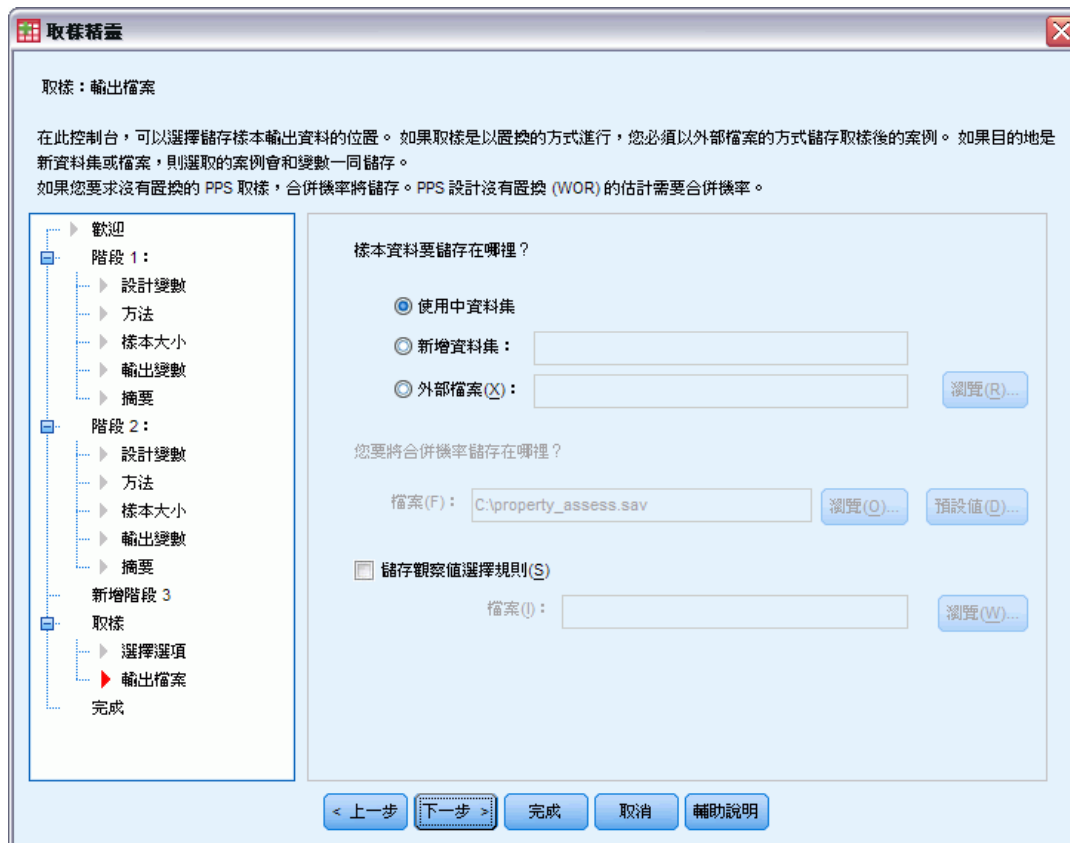 取樣精靈
取樣：輸出檔案
在此控制台，可以選擇儲存樣本輸出資料的位置。 如果取樣是以置換的方式進行，您必須以外部檔案的方式儲存取樣後的案例。 如果目的地是
新資料集或檔案，則選取的案例會和變數一同儲存。
如果您要求沒有置換的 PPS 取樣，合併機率將儲存。PPS 設計沒有置換 (WOR) 的估計需要合併機率。
歡迎
階段 1：
設計變數
方法
樣本大小
輸出變數
摘要
階段 2：
設計變數
方法
樣本大小
輸出變數
摘要
新增階段 3
取樣
選擇選項
輸出檔案
完成
樣本資料要儲存在哪裡？
使用中資料集
新增資料集：
外部檔案(X)：
瀏覽(R)...
您要將合併機率儲存在哪裡？
檔案(F)：
C:\property_assess.sav
瀏覽(O)...
預設值(D)...
儲存觀察值選擇規則(S)
檔案(I)：
瀏覽(W)...
< 上一步
下一步 >
完成
取消
輔助說明